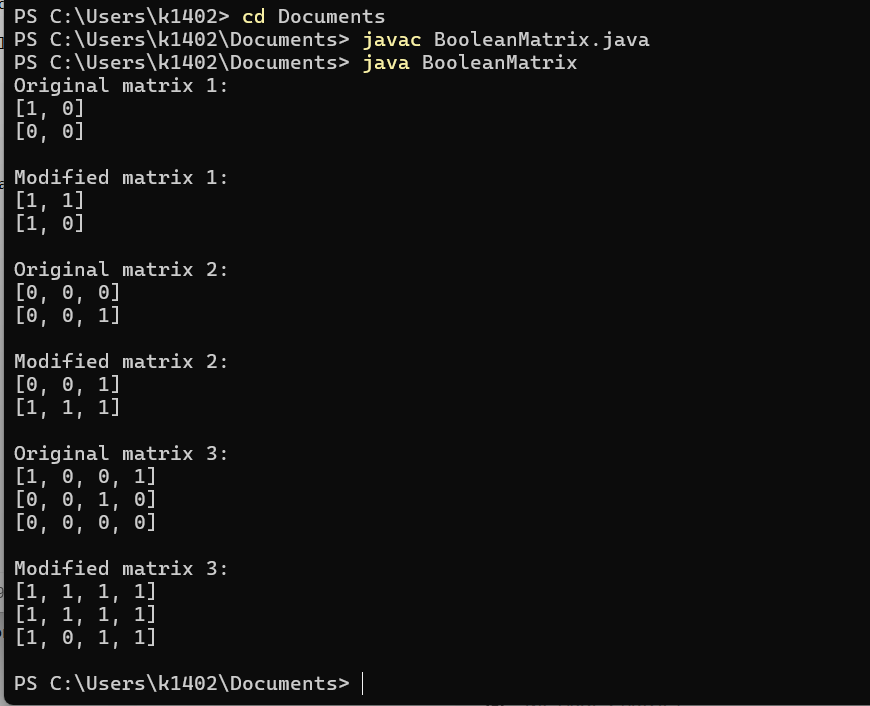 PS C:\Users\k1402> cd Documents
PS C:\Users\k1402\Documents> javac BooleanMatrix.java
PS C:\Users\k1402\Documents> java BooleanMatrix
Original matrix 1:
[1, 0]
[0, 0]
Modified matrix 1:
[1, 1]
[1, 0]
Original matrix 2:
[0, 0, 0]
[0, 0, 1]
Modified matrix 2:
[0, 0, 1]
[1, 1, 1]
Original matrix 3:
[1, 0, 0, 1]
[0, 0, 1, 0]
[0, 0, 0, 0]
Modified matrix 3:
[1, 1, 1, 1]
[1, 1, 1, 1]
[1, 0, 1, 1]
PS C:\Users\k1402\Documents>